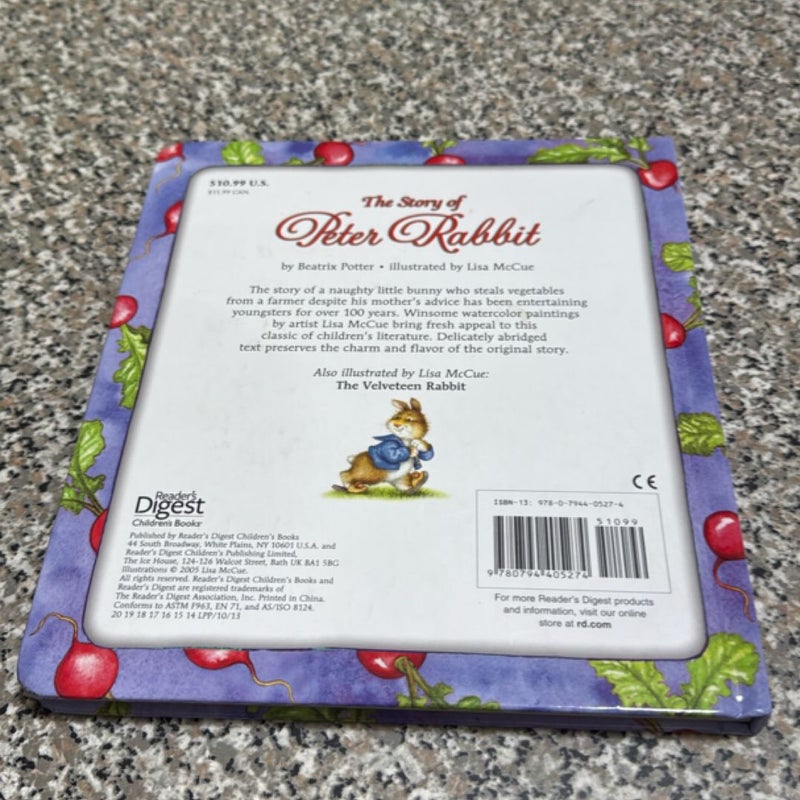 $10.99 U.S.
$11.99 CAN.
The Story of
Peter Rabbit
by Beatrix Potter • illustrated by Lisa McCue
The story of a naughty little bunny who steals vegetables
from a farmer despite his mother's advice has been entertaining
youngsters for over 100 years. Winsome watercolor paintings
by artist Lisa McCue bring fresh appeal to this
classic of children's literature. Delicately abridged
text preserves the charm and flavor of the original story.
Also illustrated by Lisa McCue:
The Velveteen Rabbit
Reader's
Digest
Children's Books
Published by Reader's Digest Children's Books
44 South Broadway, White Plains, NY 10601 U.S.A. and
Reader's Digest Children's Publishing Limited,
The Ice House, 124-126 Walcot Street, Bath UK BA1 5BG
Illustrations © 2005 Lisa McCue.
All rights reserved. Reader's Digest Children's Books and
Reader's Digest are registered trademarks of
The Reader's Digest Association, Inc. Printed in China.
Conforms to ASTM F963, EN 71, and AS/ISO 8124.
20 19 18 17 16 15 14 LPP/10/13
CE
ISBN-13: 978-0-7944-0527-4
51099
9 780794 405274
For more Reader's Digest products
and information, visit our online
store at rd.com